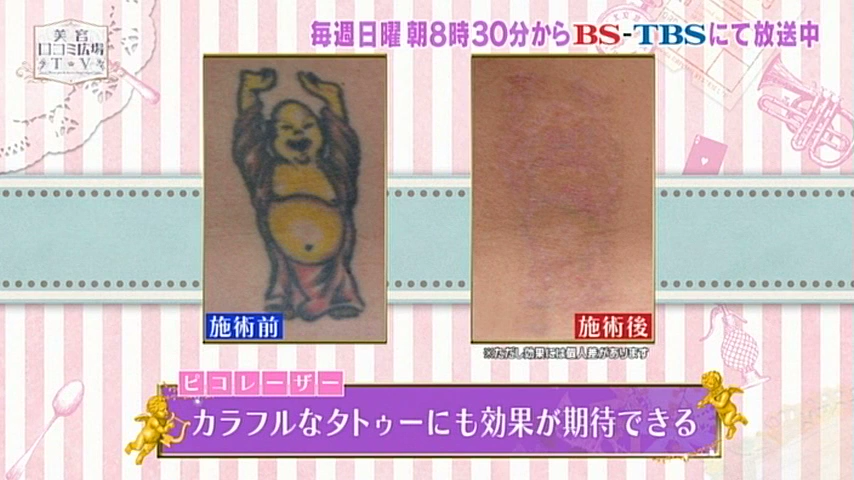 美容
口コミ広場
T V
毎週日曜 朝8時30分からBS-TBSにて放送中
施術前
施術後
※ただし効果には個人差があります
ピコレーザー
カラフルなタトゥーにも効果が期待できる